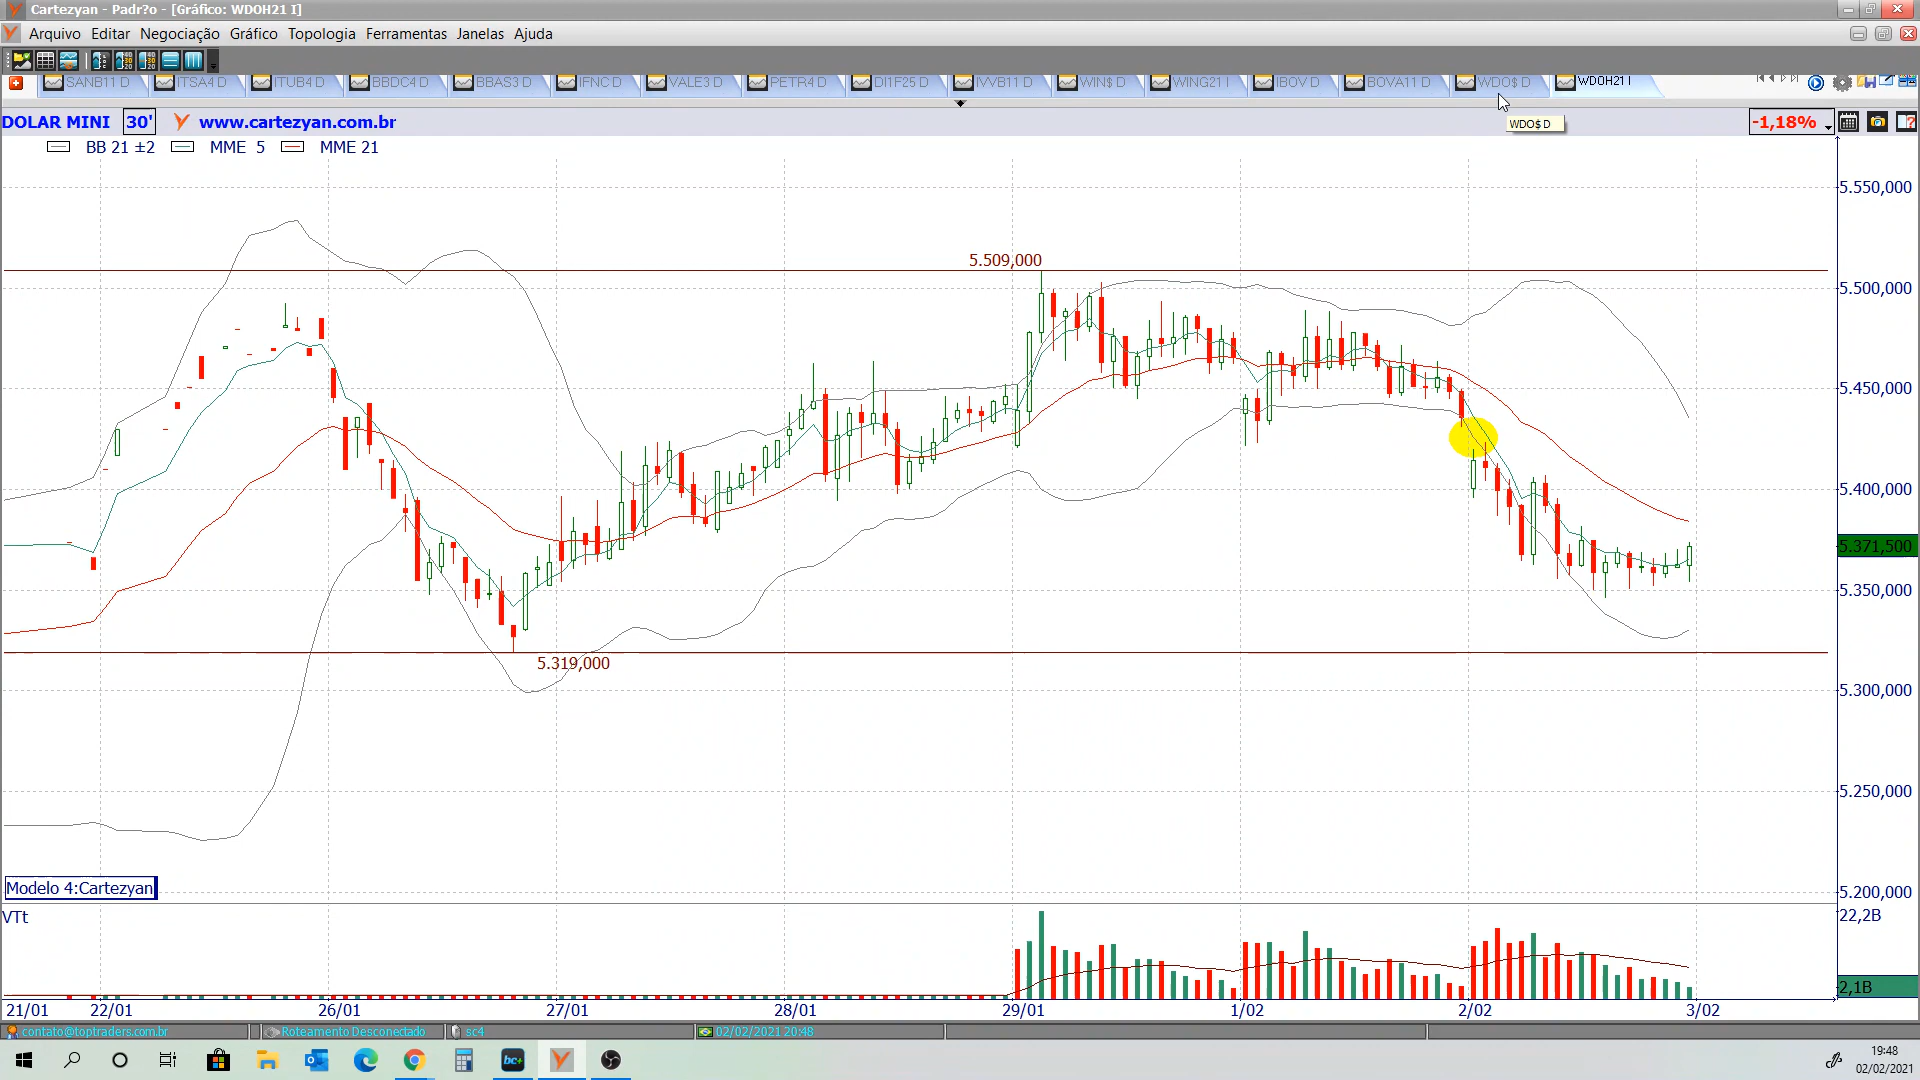 Cartezyan - Padr?o - [Gráfico: WDOH21 I]
Arquivo Editar Negociação Gráfico Topologia Ferramentas Janelas Ajuda
SANB11 D ITSA4 D ITUB4 D BBDC4 D BBAS3 D IFNC D VALE3 D PETR4 D DI1F25 D IVVB11 D WIN$ D WING21 I IBOV D BOVA11 D WDO$ D WDOH21 I
DOLAR MINI 30' www.cartezyan.com.br WDO$ D -1,18%
BB 21 ±2 MME 5 MME 21
5.550,000
5.509,000
5.500,000
5.450,000
5.400,000
5.371,500
5.350,000
5.319,000
5.300,000
5.250,000
Modelo 4:Cartezyan
5.200,000
VTt
22,2B
2,1B
21/01 22/01 26/01 27/01 28/01 29/01 1/02 2/02 3/02
contato@toptraders.com.br Roteamento Desconectado sc4 02/02/2021 20:48
bc+
19:48
02/02/2021